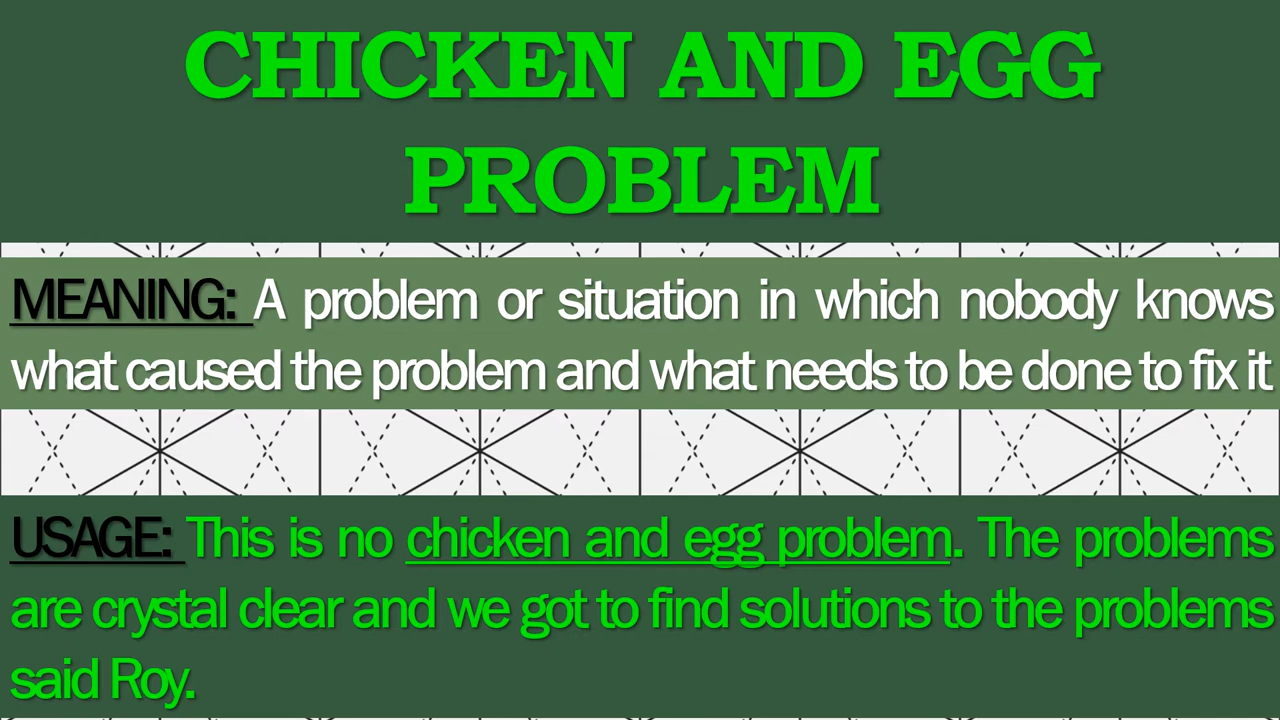 CHICKEN AND EGG
PROBLEM
MEANING: A problem or situation in which nobody knows
what caused the problem and what needs to be done to fix it
USAGE: This is no chicken and egg problem. The problems
are crystal clear and we got to find solutions to the problems
said Roy.